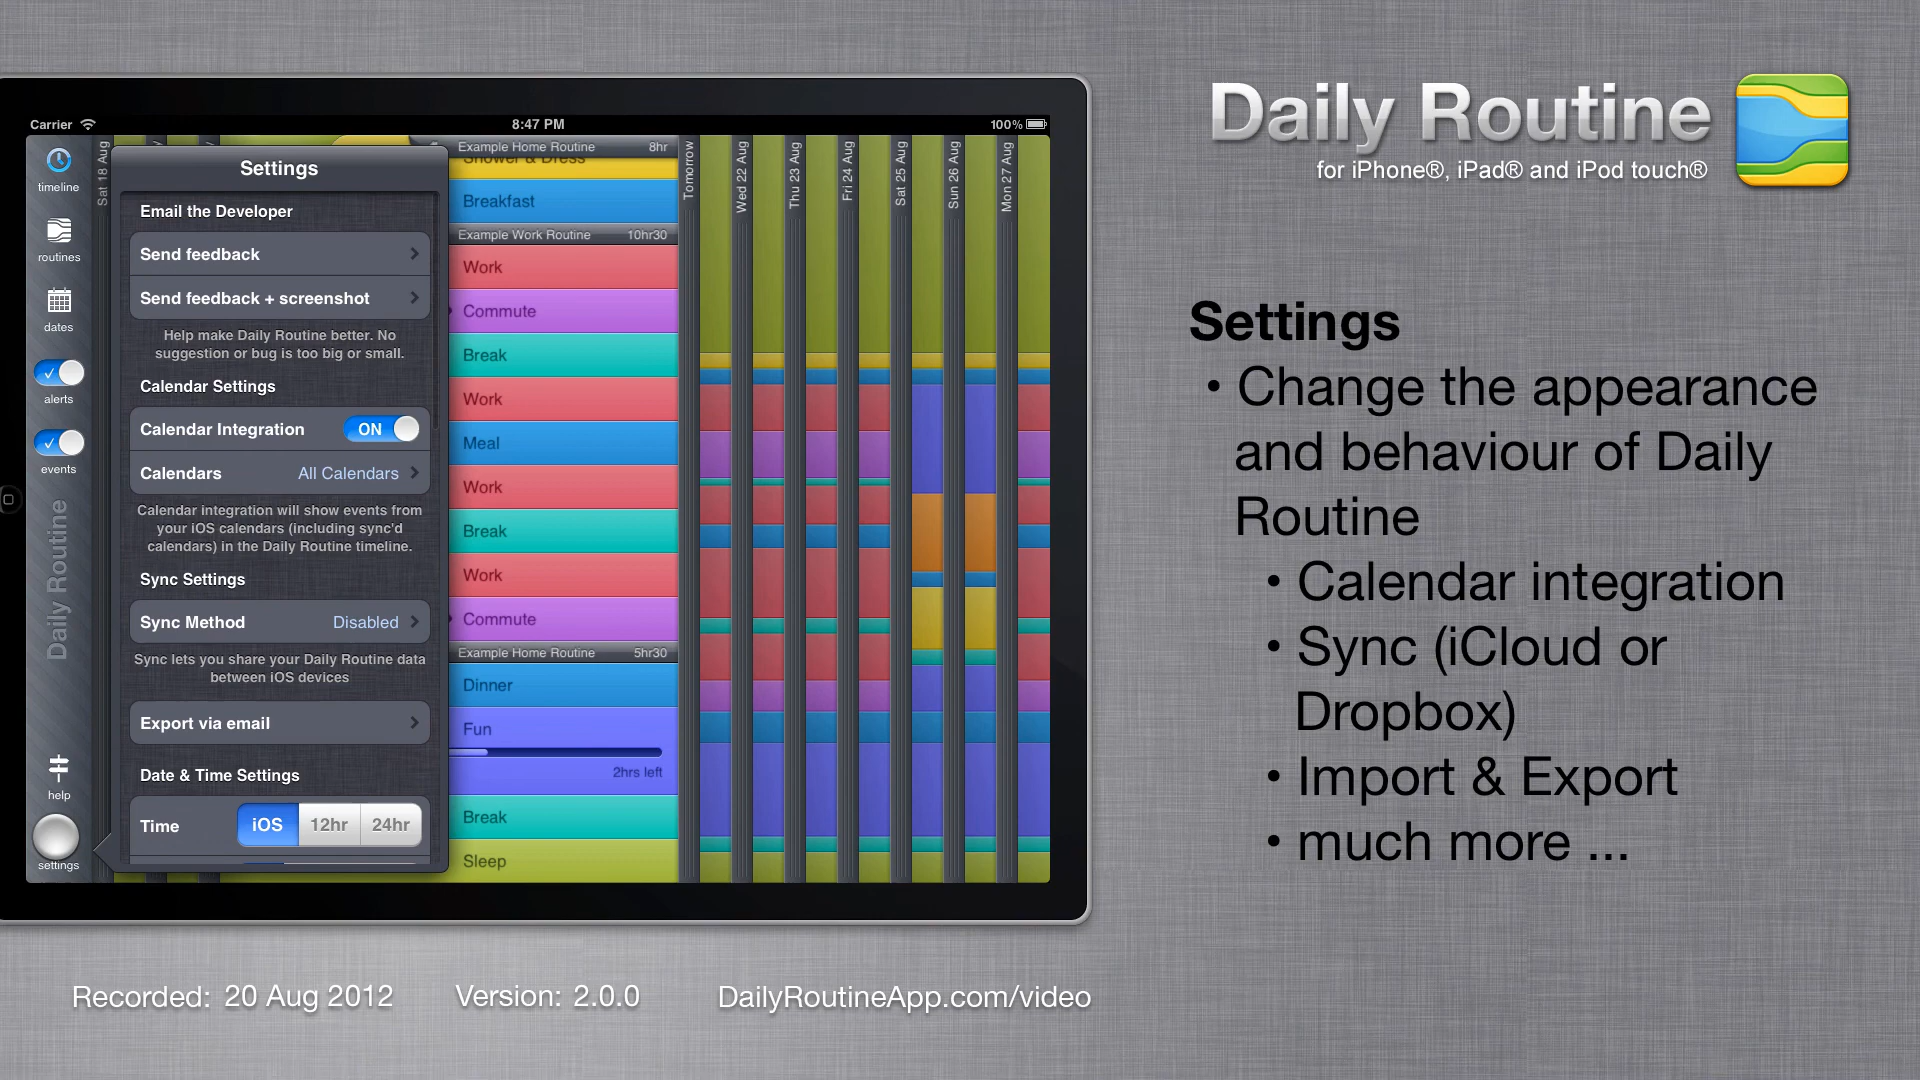 Daily Routine
for iPhone®, iPad® and iPod touch®
Carrier
8:47 PM
100%
timeline
routines
dates
alerts
events
Daily Routine
help
settings
Sat 18 Aug
Settings
Email the Developer
Send feedback
Send feedback + screenshot
Help make Daily Routine better. No
suggestion or bug is too big or small.
Calendar Settings
Calendar Integration ON
Calendars All Calendars
Calendar integration will show events from
your iOS calendars (including sync'd
calendars) in the Daily Routine timeline.
Sync Settings
Sync Method Disabled
Sync lets you share your Daily Routine data
between iOS devices
Export via email
Date & Time Settings
Time iOS 12hr 24hr
Example Home Routine 8hr
Shower & Dress
Breakfast
Example Work Routine 10hr30
Work
Commute
Break
Work
Meal
Work
Break
Work
Commute
Example Home Routine 5hr30
Dinner
Fun
2hrs left
Break
Sleep
Tomorrow
Wed 22 Aug
Thu 23 Aug
Fri 24 Aug
Sat 25 Aug
Sun 26 Aug
Mon 27 Aug
Settings
• Change the appearance
and behaviour of Daily
Routine
• Calendar integration
• Sync (iCloud or
Dropbox)
• Import & Export
• much more ...
Recorded: 20 Aug 2012
Version: 2.0.0
DailyRoutineApp.com/video